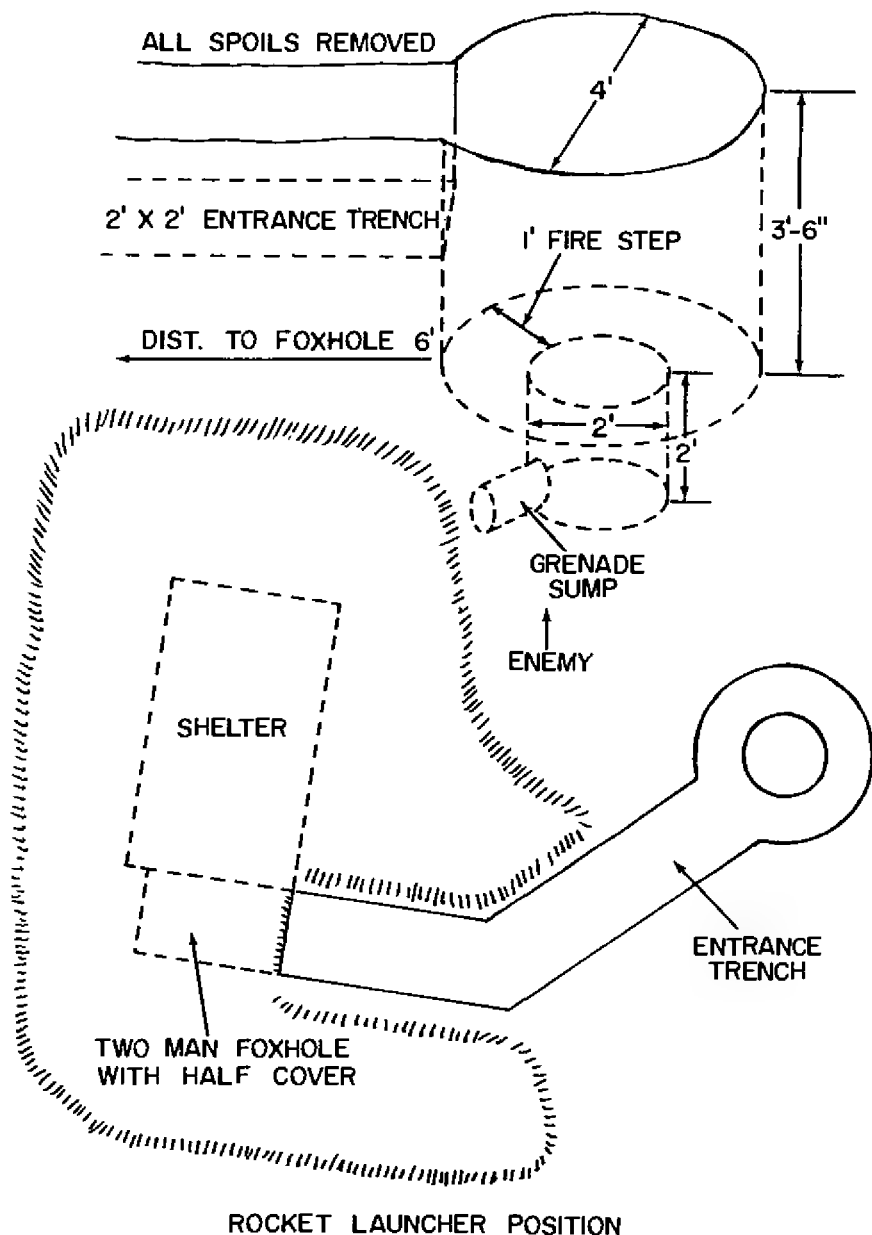 ALL SPOILS REMOVED
4'
2' X 2' ENTRANCE TRENCH
3'-6"
1' FIRE STEP
DIST. TO FOXHOLE 6'
2'
2'
GRENADE
SUMP
ENEMY
SHELTER
ENTRANCE
TRENCH
TWO MAN FOXHOLE
WITH HALF COVER
ROCKET LAUNCHER POSITION